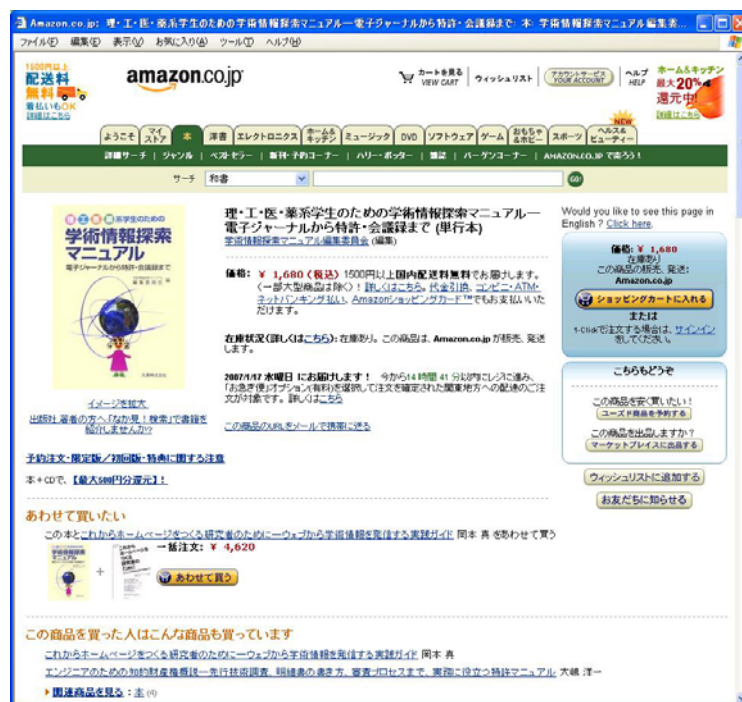 Amazon.co.jp: 理・工・医・薬系学生のための学術情報探索マニュアル―電子ジャーナルから特許・会議録まで: 本: 学術情報探索マニュアル編集委...
ファイル(F) 編集(E) 表示(V) お気に入り(A) ツール(T) ヘルプ(H)
1500円以上
配送料
無料
着払いもOK
詳細はこちら
amazon.co.jp
カートを見る
VIEW CART
ウィッシュリスト
アカウントサービス
YOUR ACCOUNT
ヘルプ
HELP
ホーム&キッチン
最大20%
還元中!
詳細はこちら
NEW
ようこそ マイストア 本 洋書 エレクトロニクス ホーム&キッチン ミュージック DVD ソフトウェア ゲーム おもちゃ&ホビー スポーツ ヘルス&ビューティー
詳細サーチ | ジャンル | ベストセラー | 新刊・予約コーナー | ハリー・ポッター | 雑誌 | バーゲンコーナー | AMAZON.CO.JP で売ろう!
サーチ 和書 GO!
理工医薬系学生のための
学術情報探索
マニュアル
電子ジャーナルから特許・会議録まで
イメージを拡大
出版社 著者の方へ「なか見!検索」で書籍を紹介しませんか?
理・工・医・薬系学生のための学術情報探索マニュアル―
電子ジャーナルから特許・会議録まで (単行本)
学術情報探索マニュアル編集委員会 (編集)
価格: ¥ 1,680 (税込) 1500円以上国内配送料無料でお届けします。
(一部大型商品は除く)! 詳しくはこちら。代金引換、コンビニ・ATM・
ネットバンキング払い、Amazonショッピングカード™でもお支払いいた
だけます。
在庫状況(詳しくはこちら): 在庫あり。この商品は、Amazon.co.jp が販売、発送
します。
2007/1/17 水曜日 にお届けします! 今から14 時間 41 分以内にレジに進み、
「お急ぎ便」オプション(有料)を選択して注文を確定された関東地方への配達のご注
文が対象です。詳しくはこちら
この商品のURLをメールで携帯に送る
Would you like to see this page in
English ? Click here.
価格: ¥ 1,680
在庫あり
この商品の販売、発送:
Amazon.co.jp
ショッピングカートに入れる
または
1-Clickで注文する場合は、サインイン
をしてください。
こちらもどうぞ
この商品を安く買いたい!
ユーズド商品を予約する
この商品を出品しますか?
マーケットプレイスに出品する
ウィッシュリストに追加する
お友だちに知らせる
予約注文・限定版/初回版・特典に関する注意
本+CDで、【最大500円分還元】!
あわせて買いたい
この本とこれからホームページをつくる研究者のために―ウェブから学術情報を発信する実践ガイド 岡本 真 をあわせて買う
一括注文: ¥ 4,620
+
あわせて買う
この商品を買った人はこんな商品も買っています
これからホームページをつくる研究者のために―ウェブから学術情報を発信する実践ガイド 岡本 真
エンジニアのための知的財産権概説―先行技術調査、明細書の書き方、審査プロセスまで、実務に役立つ特許マニュアル 大嶋 洋一
関連商品を見る : 本 (4)